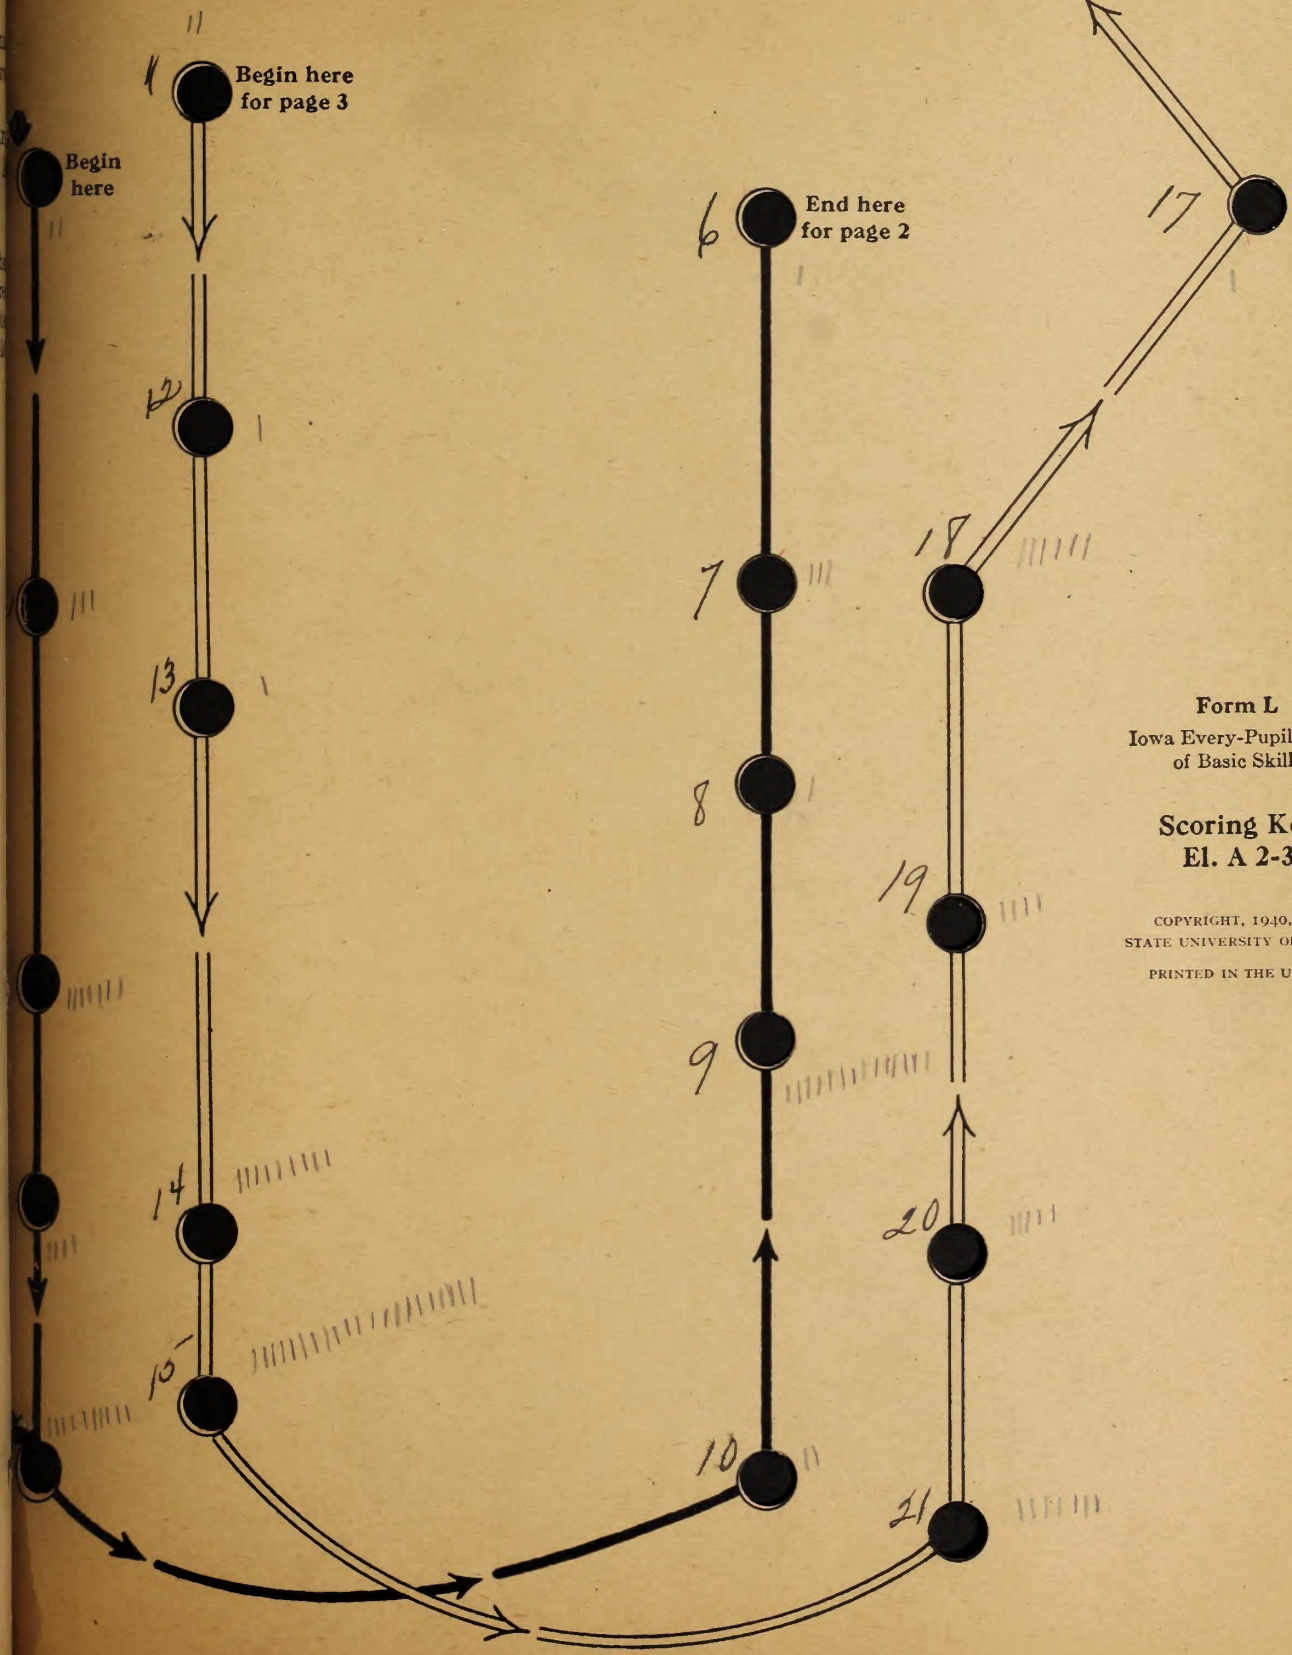 Begin here
for page 3
Begin
here
6
End here
for page 2
17
12
18
7
13
Form L
Iowa Every-Pupil
of Basic Skill
8
Scoring K
El. A 2-3
19
COPYRIGHT, 1940,
STATE UNIVERSITY O
PRINTED IN THE U
9
14
20
15
10
21